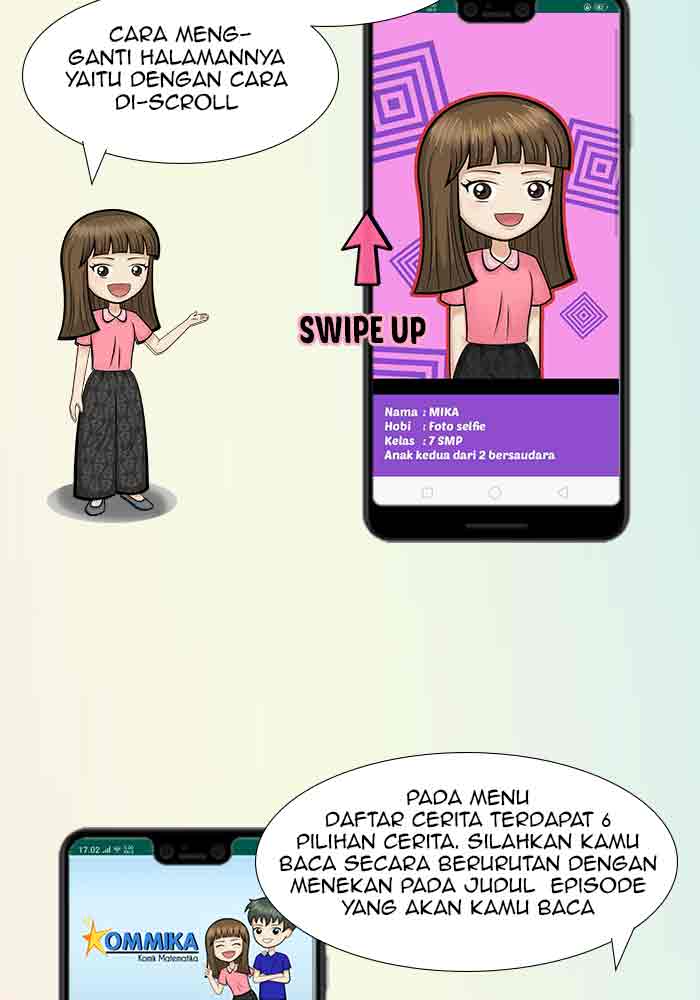 CARA MENG-
GANTI HALAMANNYA
YAITU DENGAN CARA
DI-SCROLL
SWIPE UP
Nama : MIKA
Hobi : Foto selfie
Kelas : 7 SMP
Anak kedua dari 2 bersaudara
PADA MENU
DAFTAR CERITA TERDAPAT 6
PILIHAN CERITA. SILAHKAN KAMU
BACA SECARA BERURUTAN DENGAN
MENEKAN PADA JUDUL EPISODE
YANG AKAN KAMU BACA
17.02
KOMMIKA
Komik Matematika